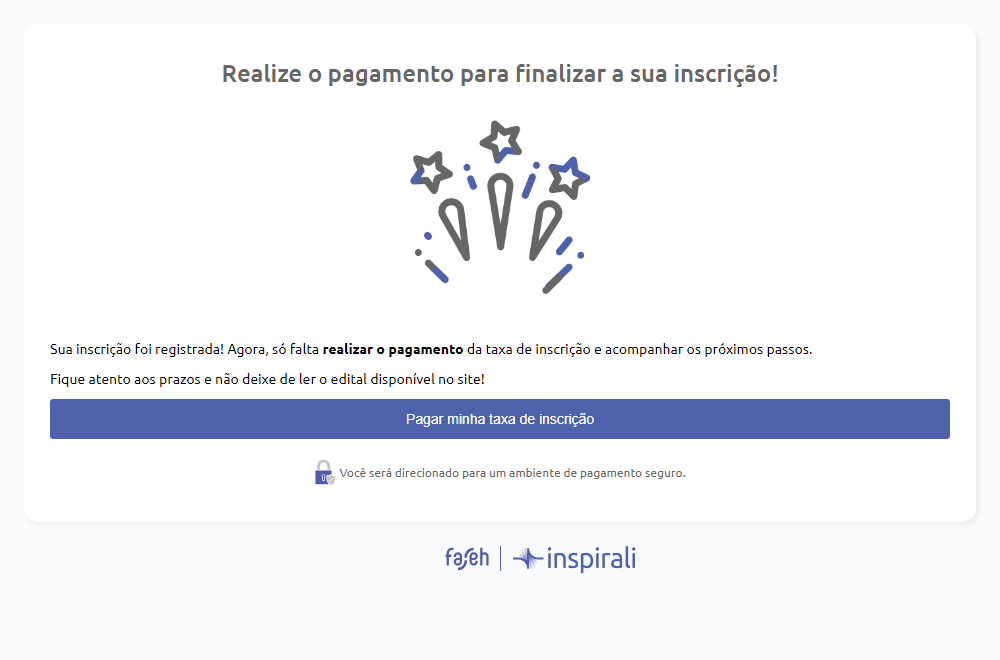 Realize o pagamento para finalizar a sua inscrição!
Sua inscrição foi registrada! Agora, só falta realizar o pagamento da taxa de inscrição e acompanhar os próximos passos.
Fique atento aos prazos e não deixe de ler o edital disponível no site!
Pagar minha taxa de inscrição
Você será direcionado para um ambiente de pagamento seguro.
faseh | inspirali